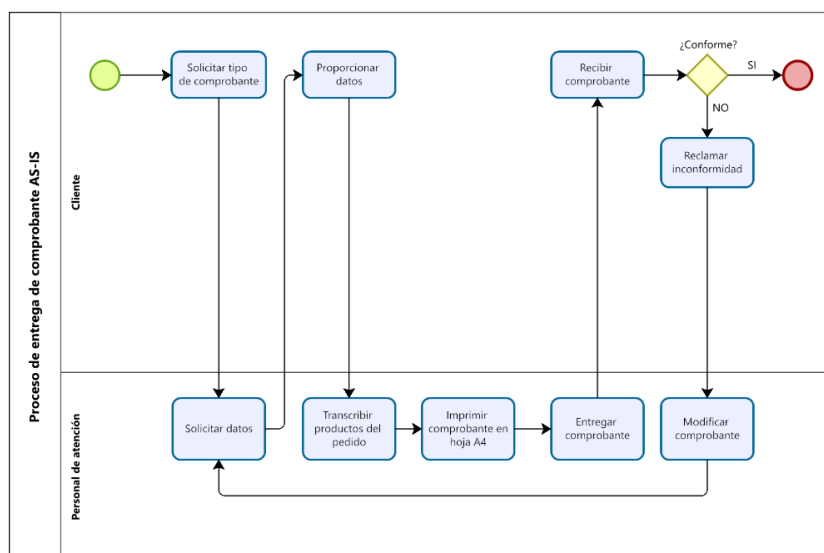 Proceso de entrega de comprobante AS-IS
Cliente
Solicitar tipo
de comprobante
Proporcionar
datos
Recibir
comprobante
¿Conforme?
SI
NO
Reclamar
inconformidad
Personal de atención
Solicitar datos
Transcribir
productos del
pedido
Imprimir
comprobante en
hoja A4
Entregar
comprobante
Modificar
comprobante